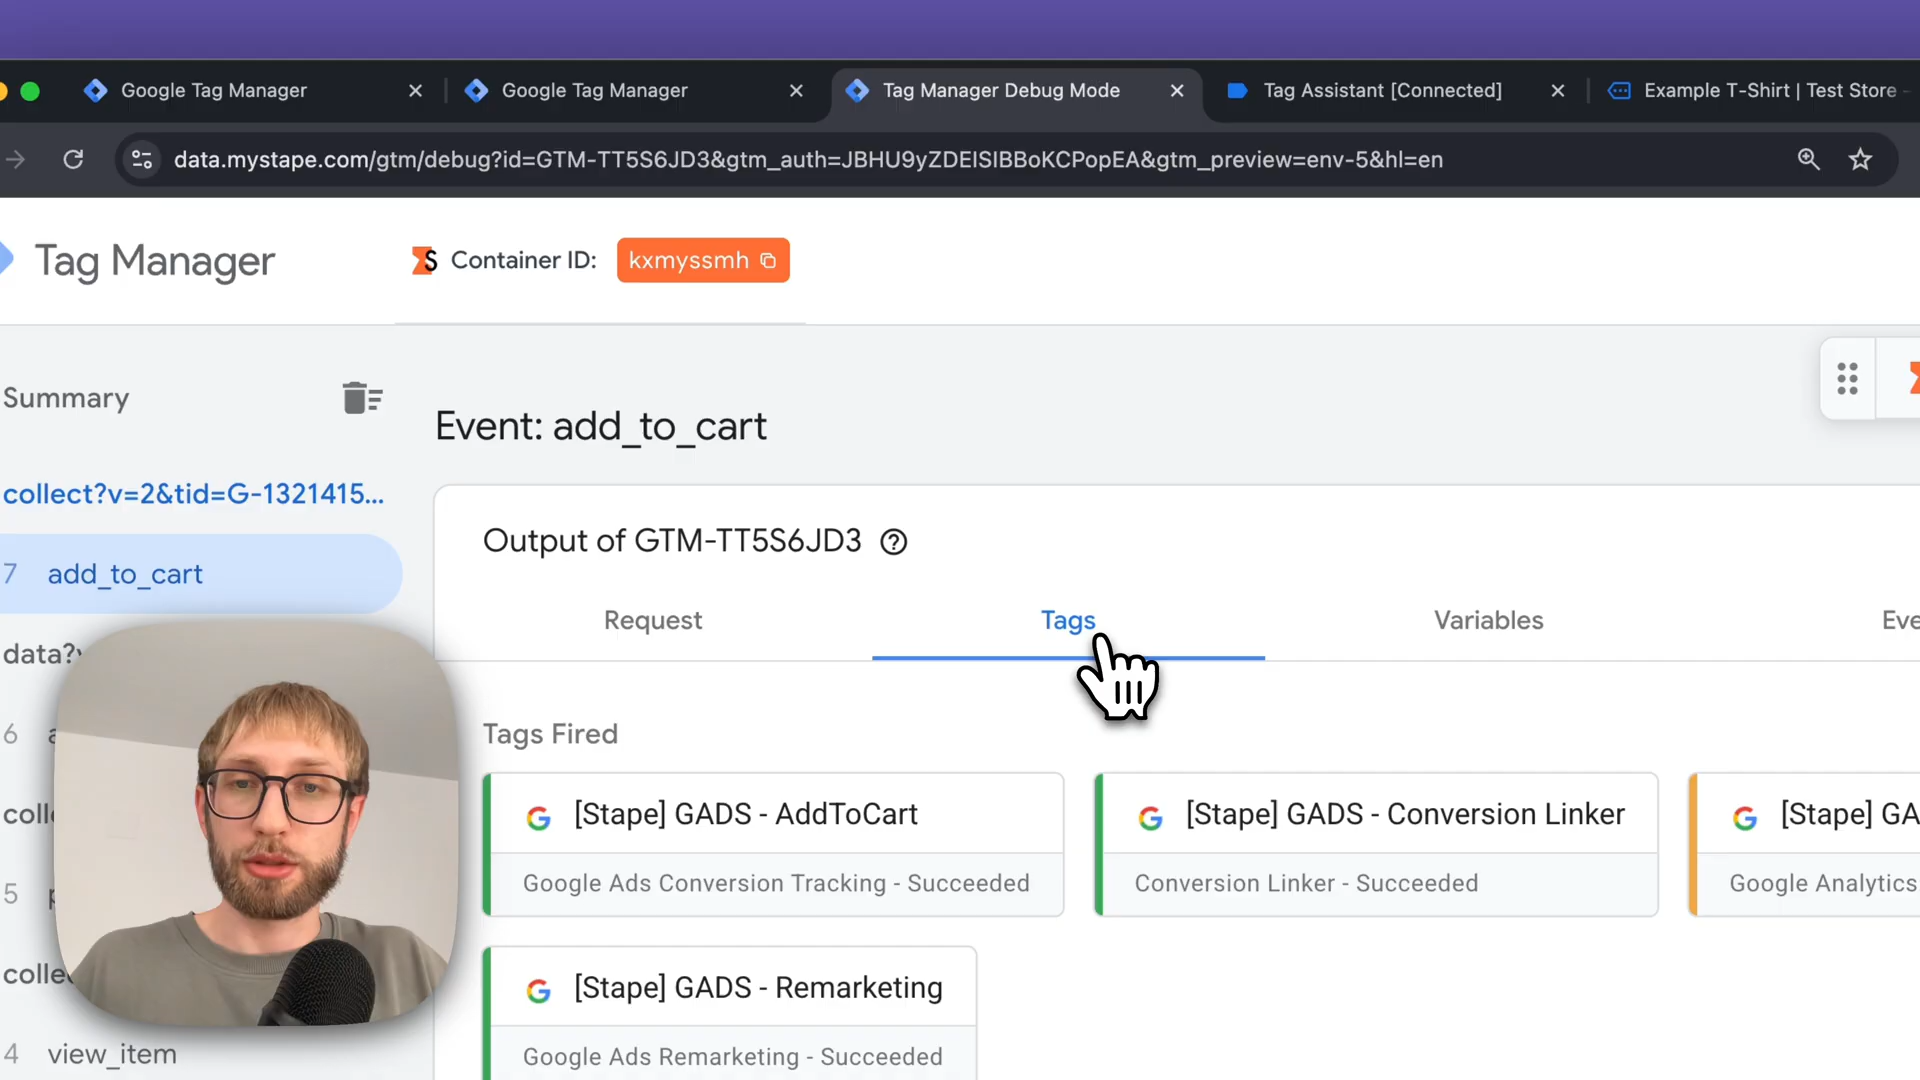 Google Tag Manager
Google Tag Manager
Tag Manager Debug Mode
Tag Assistant [Connected]
Example T-Shirt | Test Store -
data.mystape.com/gtm/debug?id=GTM-TT5S6JD3&gtm_auth=JBHU9yZDEISIBBoKCPopEA&gtm_preview=env-5&hl=en
Tag Manager
Container ID: kxmyssmh
Summary
Event: add_to_cart
collect?v=2&tid=G-1321415...
Output of GTM-TT5S6JD3
7 add_to_cart
Request
Tags
Variables
data?
6
5
4 view_item
Tags Fired
[Stape] GADS - AddToCart
Google Ads Conversion Tracking - Succeeded
[Stape] GADS - Conversion Linker
Conversion Linker - Succeeded
[Stape] GA
Google Analytics
[Stape] GADS - Remarketing
Google Ads Remarketing - Succeeded